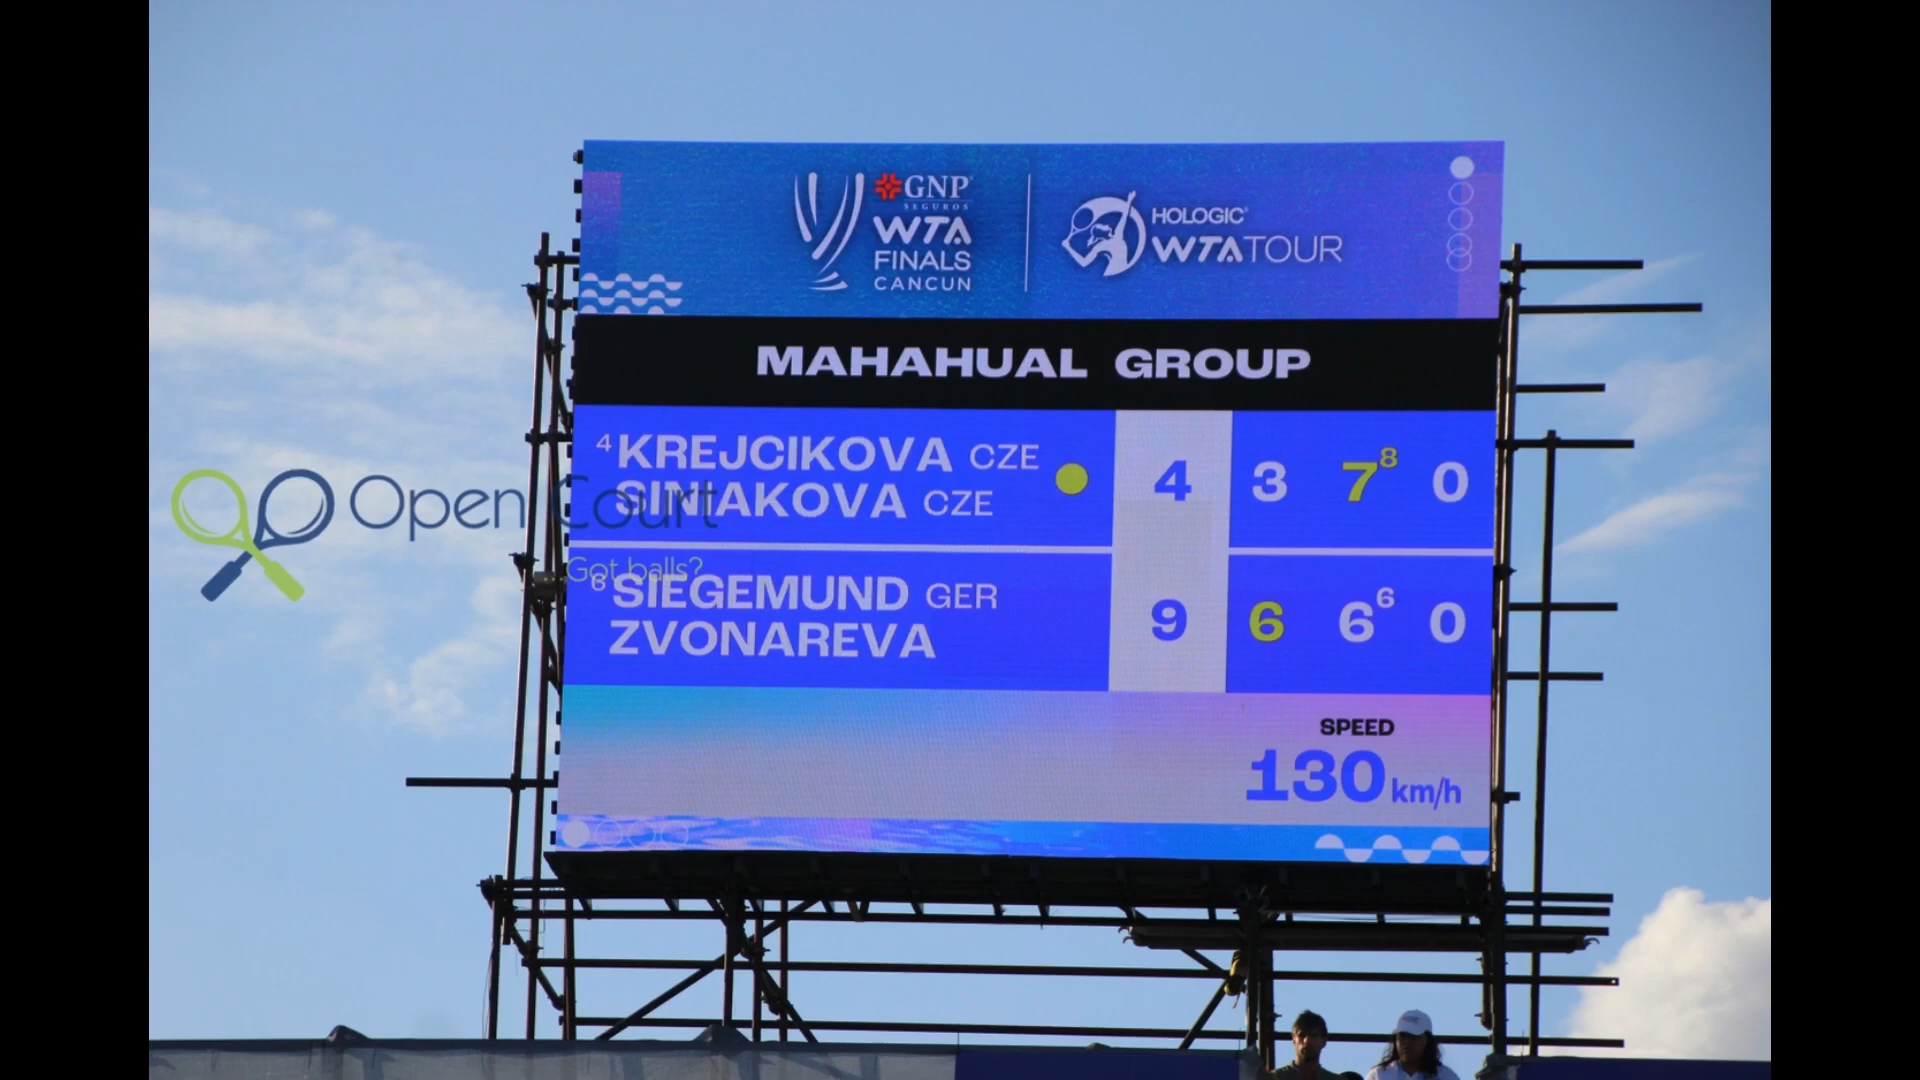 GNP
SEGUROS
WTA
FINALS
CANCUN
HOLOGIC
WTATOUR
MAHAHUAL GROUP
4 KREJCIKOVA CZE
SINIAKOVA CZE
4 3 7 8 0
Open Court
Got balls?
6 SIEGEMUND GER
ZVONAREVA
9 6 6 6 0
SPEED
130 km/h